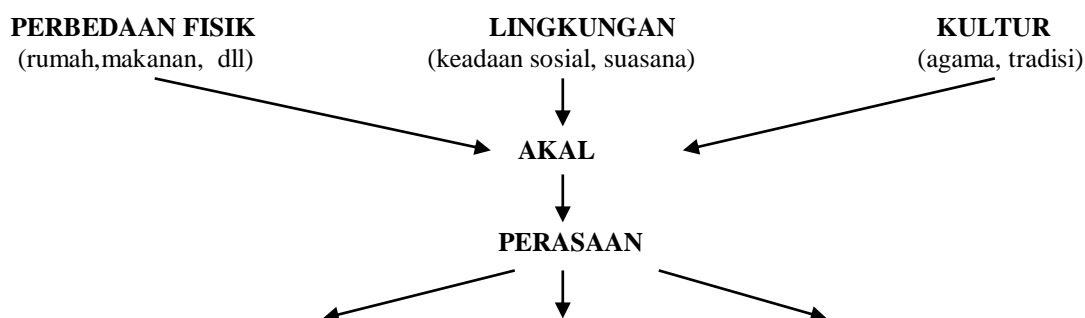 PERBEDAAN FISIK LINGKUNGAN KULTUR
(rumah,makanan, dll) (keadaan sosial, suasana) (agama, tradisi)
AKAL
PERASAAN